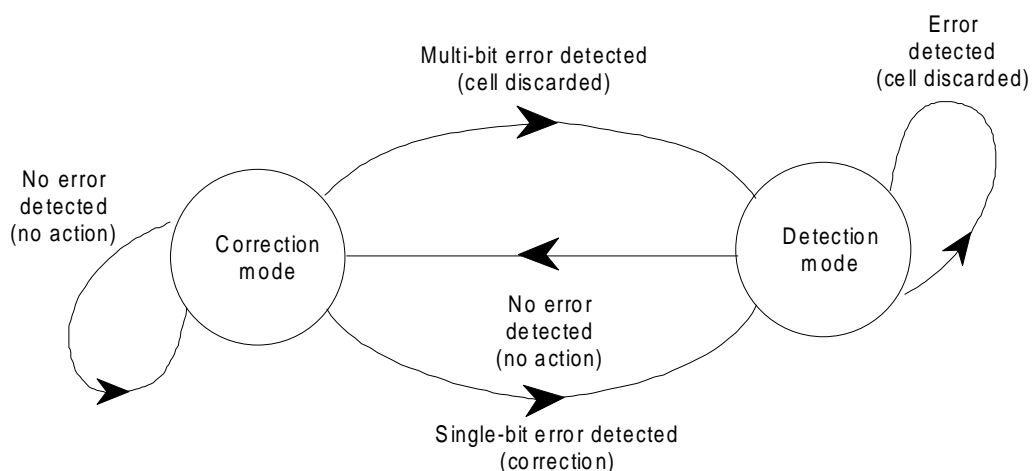 Error
detected
(cell discarded)
Multi-bit error detected
(cell discarded)
No error
detected
(no action)
Correction
mode
Detection
mode
No error
detected
(no action)
Single-bit error detected
(correction)